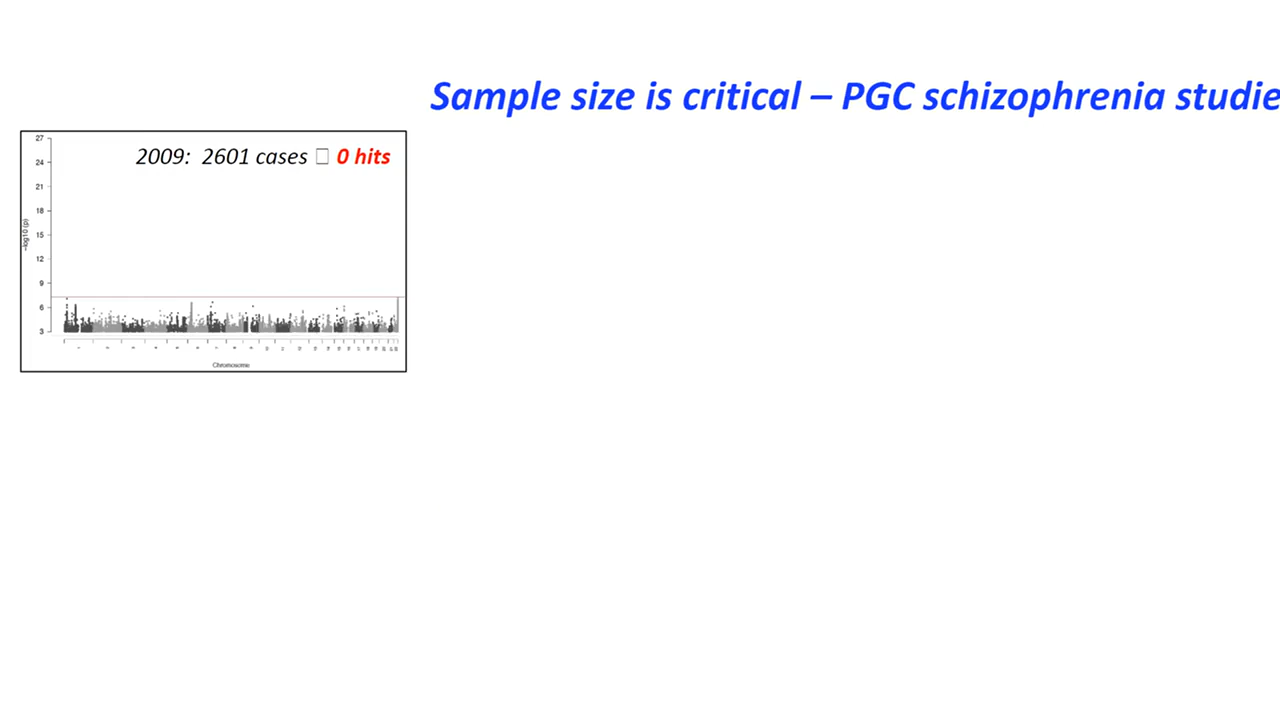 Sample size is critical – PGC schizophrenia studie
2009: 2601 cases □ 0 hits
27
24
21
18
15
12
9
6
3
−log10 (p)
Chromosome